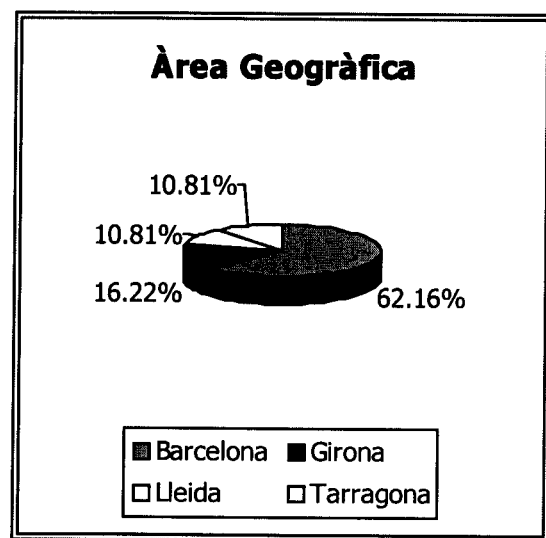 Àrea Geogràfica
10.81%
10.81%
16.22%
62.16%
Barcelona Girona
Lleida Tarragona